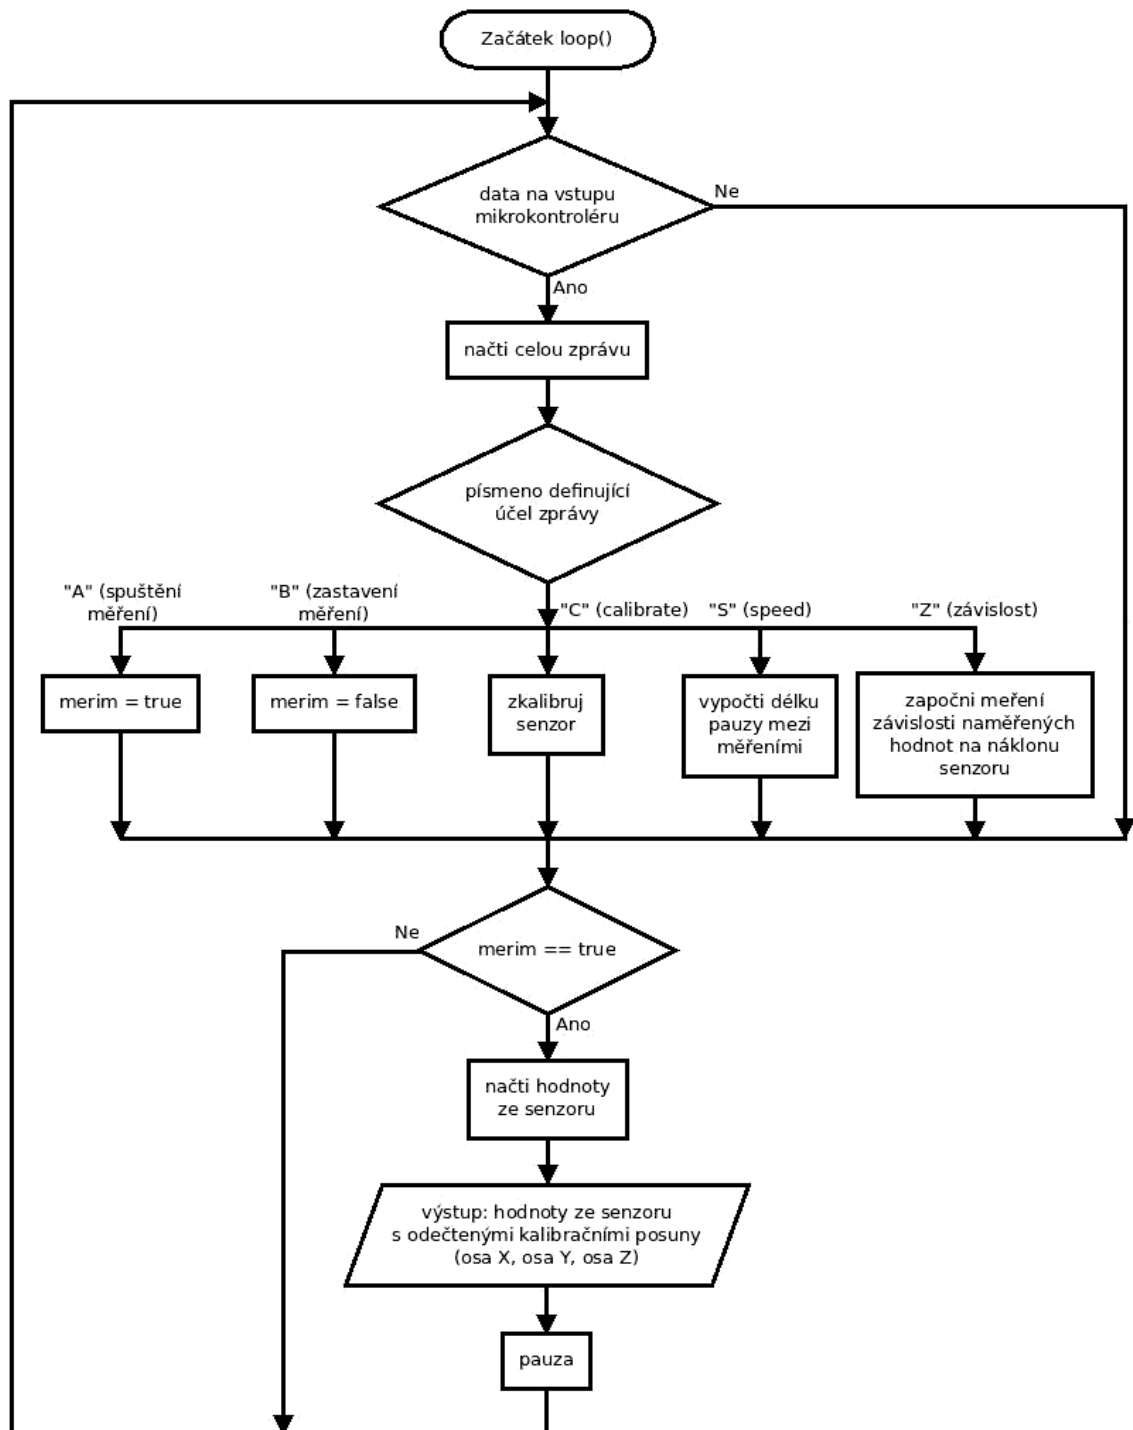 Začátek loop()
data na vstupu
mikrokontroléru
Ne
Ano
načti celou zprávu
písmeno definující
účel zprávy
"A" (spuštění
měření)
"B" (zastavení
měření)
"C" (calibrate)
"S" (speed)
"Z" (závislost)
merim = true
merim = false
zkalibruj
senzor
vypočti délku
pauzy mezi
měřeními
započni meření
závislosti naměřených
hodnot na náklonu
senzoru
Ne
merim == true
Ano
načti hodnoty
ze senzoru
výstup: hodnoty ze senzoru
s odečtenými kalibračními posuny
(osa X, osa Y, osa Z)
pauza